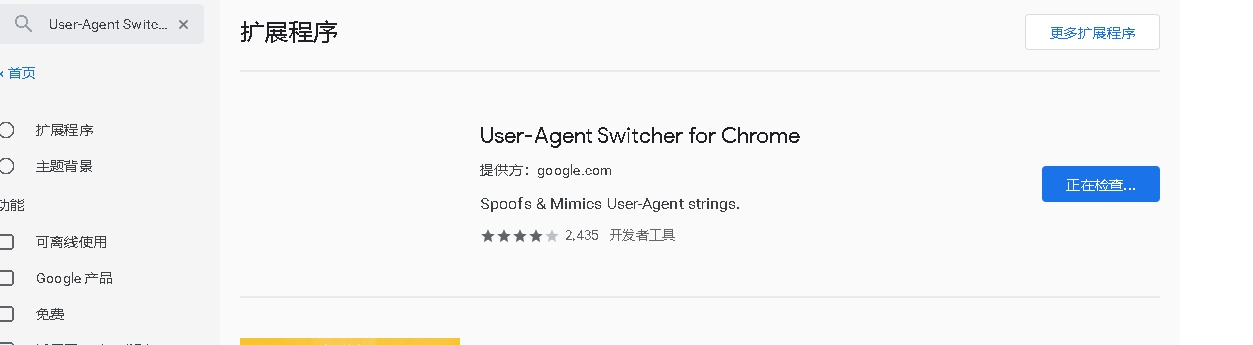 User-Agent Switc...
扩展程序
更多扩展程序
首页
扩展程序
主题背景
功能
可离线使用
Google 产品
免费
User-Agent Switcher for Chrome
提供方：google.com
Spoofs & Mimics User-Agent strings.
2,435 开发者工具
正在检查...